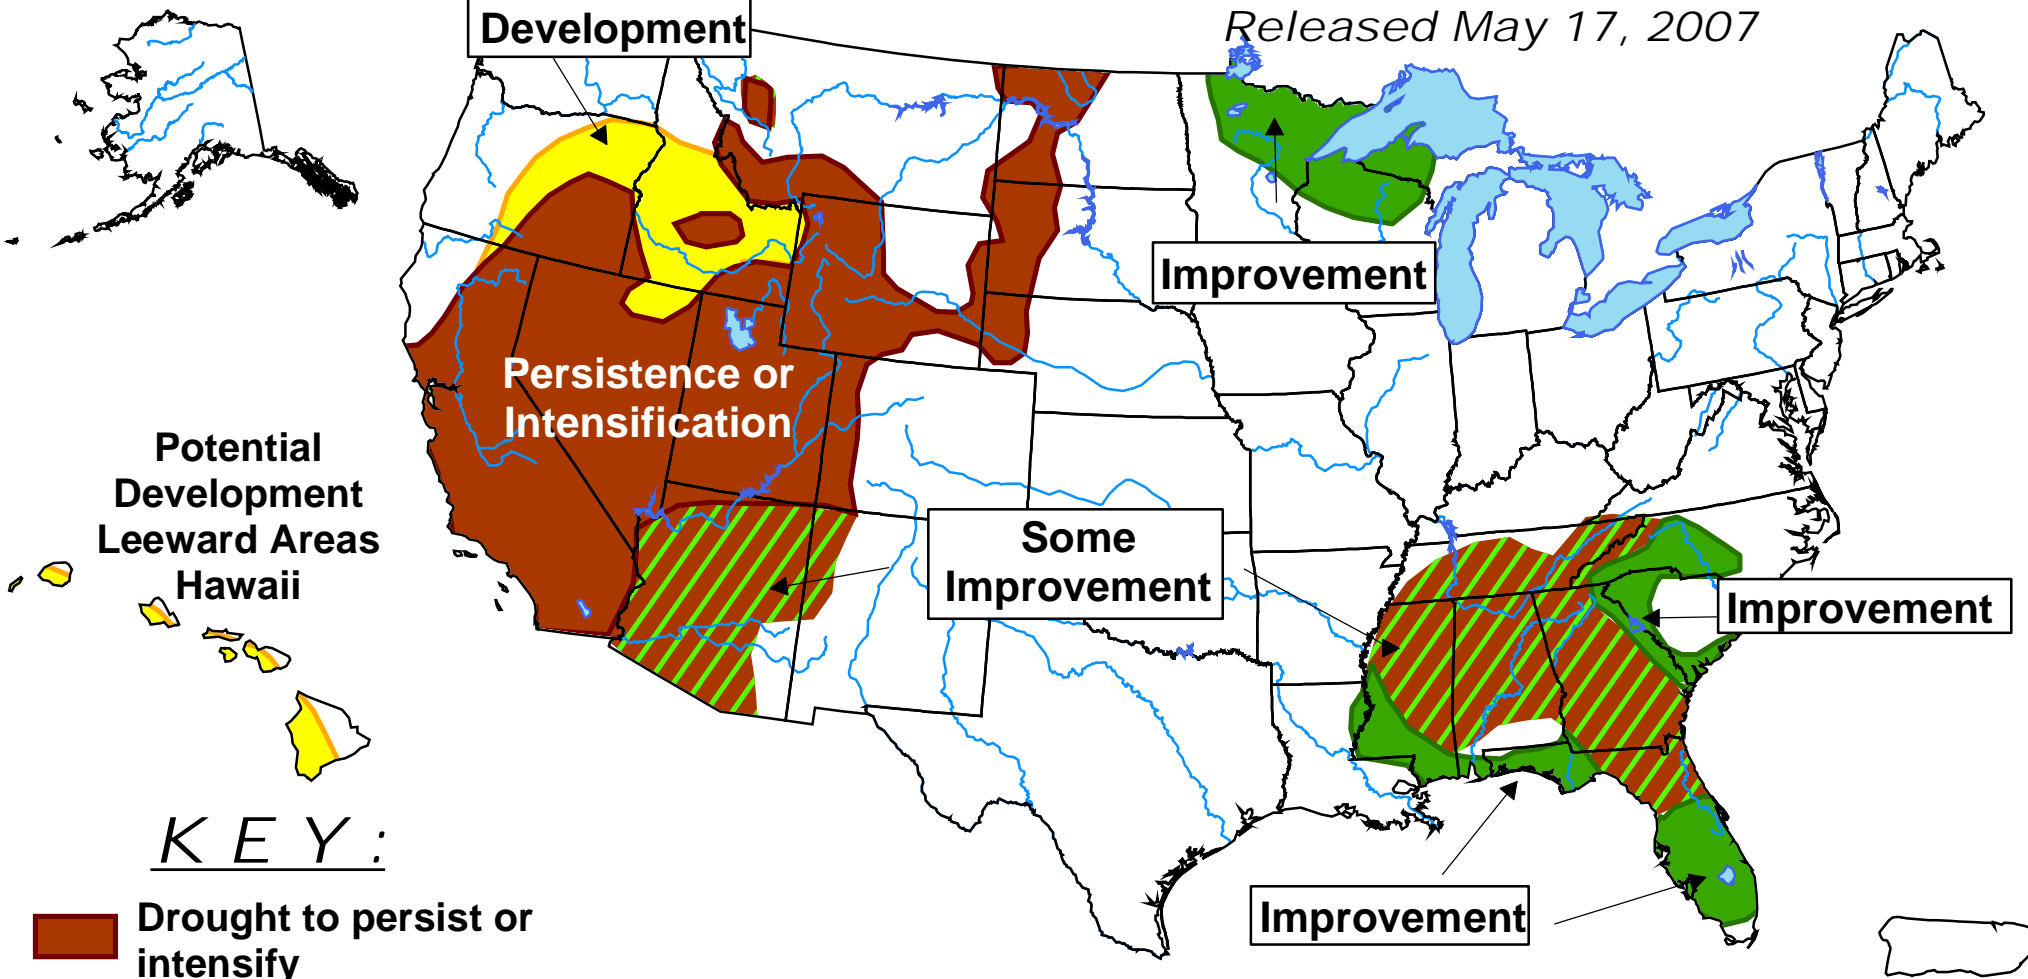 Released May 17, 2007
Development
Improvement
Persistence or
Intensification
Potential
Development
Leeward Areas
Hawaii
Some
Improvement
Improvement
Improvement
KEY:
Drought to persist or
intensify